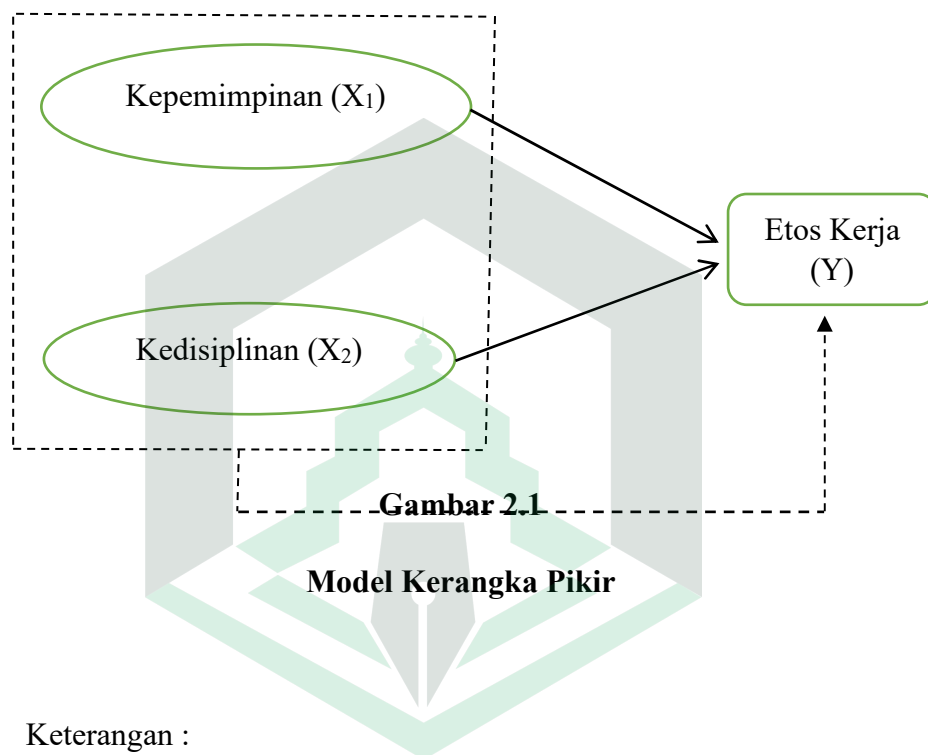 Kepemimpinan (X₁)
Etos Kerja
(Y)
Kedisiplinan (X₂)
Gambar 2.1
Model Kerangka Pikir
Keterangan :